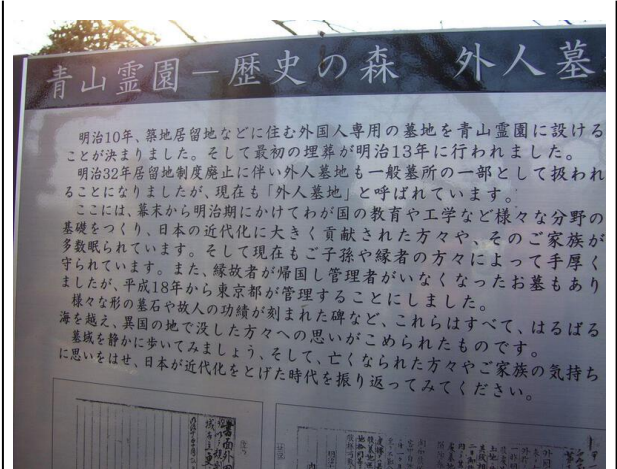 青山霊園－歴史の森　外人墓
明治10年、築地居留地などに住む外国人専用の墓地を青山霊園に設ける
ことが決まりました。そして最初の埋葬が明治13年に行われました。
明治32年居留地制度廃止に伴い外人墓地も一般墓所の一部として扱われ
ることになりましたが、現在も「外人墓地」と呼ばれています。
ここには、幕末から明治期にかけてわが国の教育や工学など様々な分野の
基礎をつくり、日本の近代化に大きく貢献された方々や、そのご家族が
多数眠られています。そして現在もご子孫や縁者の方々によって手厚く
守られています。また、縁故者が帰国し管理者がいなくなったお墓もあり
ましたが、平成18年から東京都が管理することにしました。
様々な形の墓石や故人の功績が刻まれた碑など、これらはすべて、はるばる
海を越え、異国の地で没した方々への思いがこめられたものです。
墓域を静かに歩いてみましょう、そして、亡くなられた方々やご家族の気持ち
に思いをはせ、日本が近代化をとげた時代を振り返ってみてください。